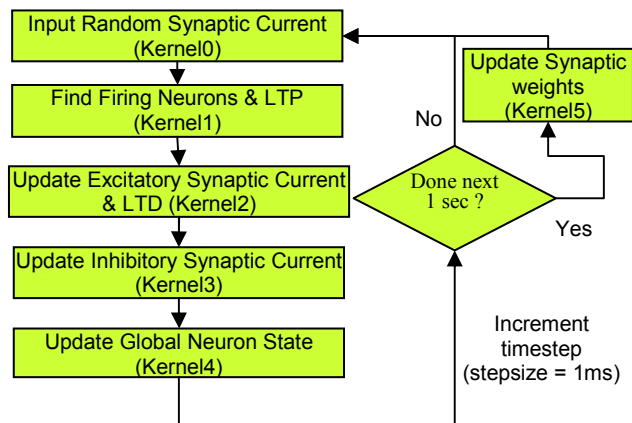 Input Random Synaptic Current
(Kernel0)
Find Firing Neurons & LTP
(Kernel1)
Update Excitatory Synaptic Current
& LTD (Kernel2)
Update Inhibitory Synaptic Current
(Kernel3)
Update Global Neuron State
(Kernel4)
Increment
timestep
(stepsize = 1ms)
Done next
1 sec ?
No
Yes
Update Synaptic
weights
(Kernel5)